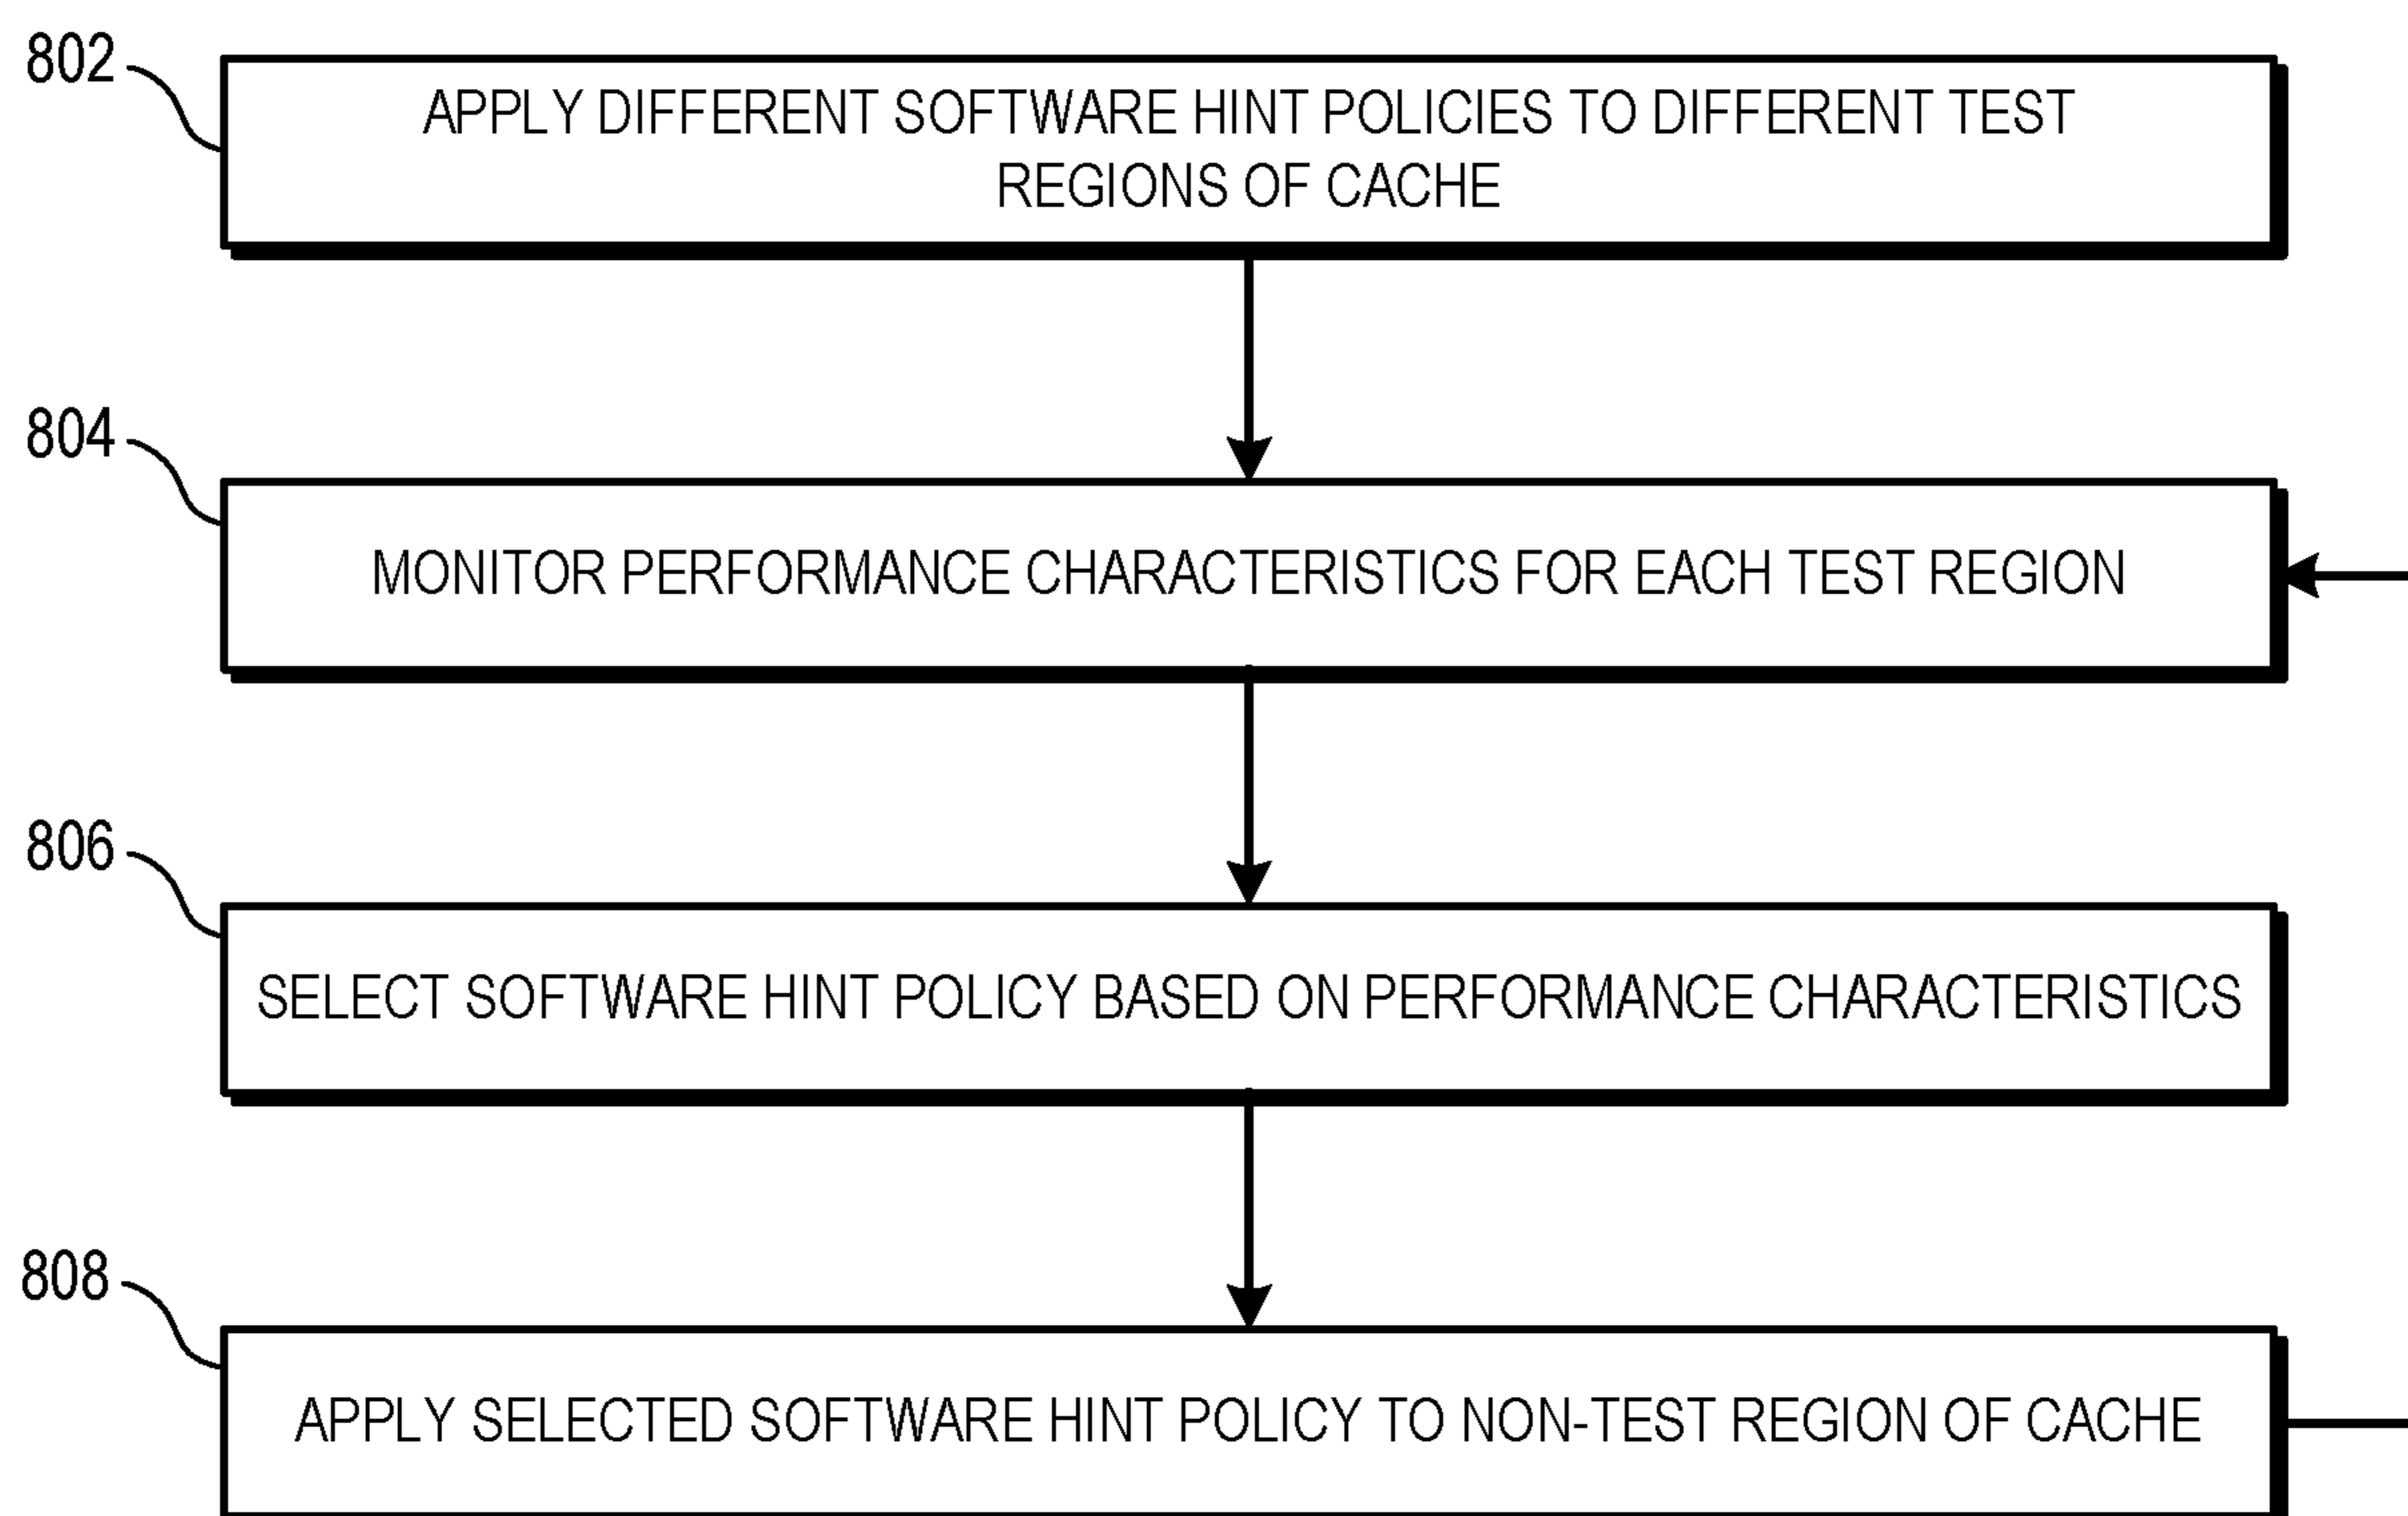 802
APPLY DIFFERENT SOFTWARE HINT POLICIES TO DIFFERENT TEST
REGIONS OF CACHE
804
MONITOR PERFORMANCE CHARACTERISTICS FOR EACH TEST REGION
806
SELECT SOFTWARE HINT POLICY BASED ON PERFORMANCE CHARACTERISTICS
808
APPLY SELECTED SOFTWARE HINT POLICY TO NON-TEST REGION OF CACHE